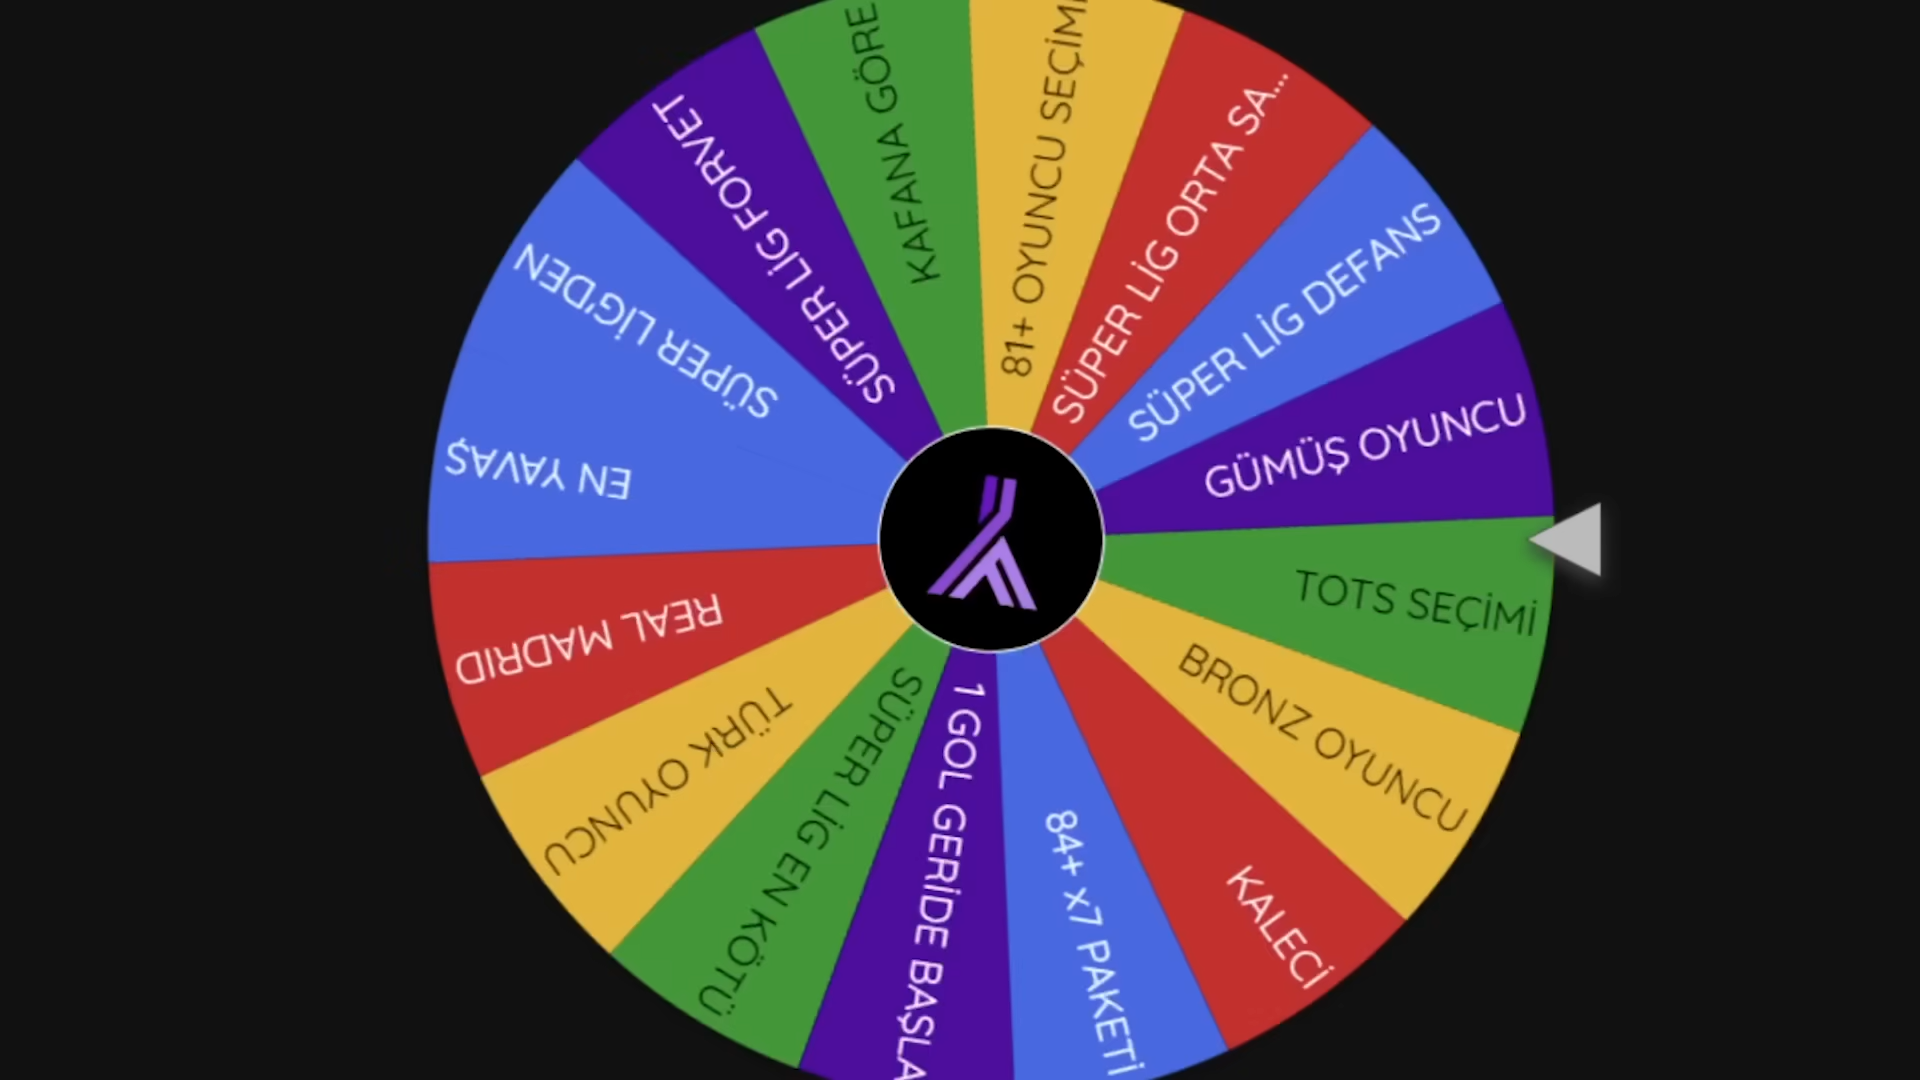 KAFANA GÖRE
81+ OYUNCU SEÇİMİ
SÜPER LİG ORTA SA...
SÜPER LİG DEFANS
GÜMÜŞ OYUNCU
TOTS SEÇİMİ
BRONZ OYUNCU
KALECİ
84+ x7 PAKETİ
1 GOL GERİDE BAŞLA
SÜPER LİG EN KÖTÜ
TÜRK OYUNCU
REAL MADRID
EN YAVAŞ
SÜPER LİG'DEN
SÜPER LİG FORVET